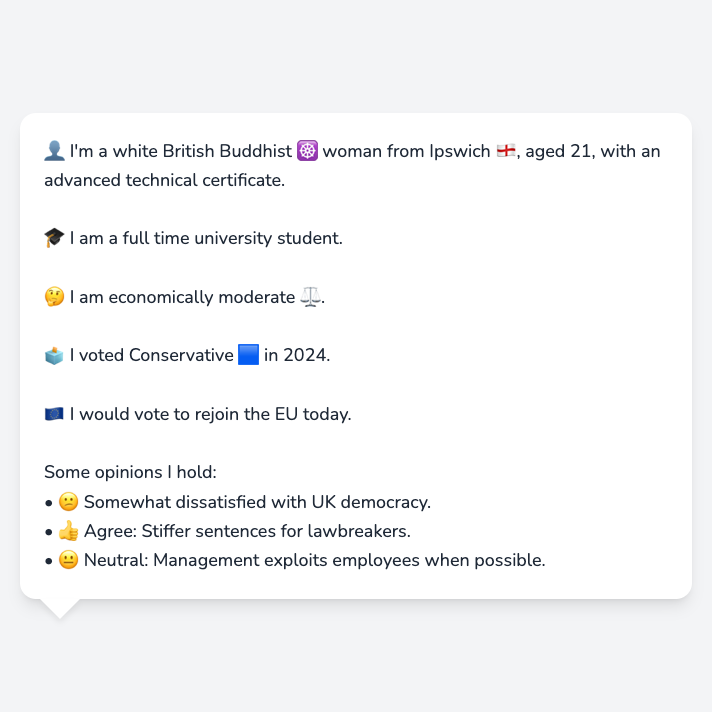 👤 I'm a white British Buddhist ☸️ woman from Ipswich 🏴󠁧󠁢󠁥󠁮󠁧󠁿, aged 21, with an
advanced technical certificate.
🎓 I am a full time university student.
🤔 I am economically moderate ⚖️.
🗳️ I voted Conservative 🟦 in 2024.
🇪🇺 I would vote to rejoin the EU today.
Some opinions I hold:
• 🙁 Somewhat dissatisfied with UK democracy.
• 👍 Agree: Stiffer sentences for lawbreakers.
• 😐 Neutral: Management exploits employees when possible.